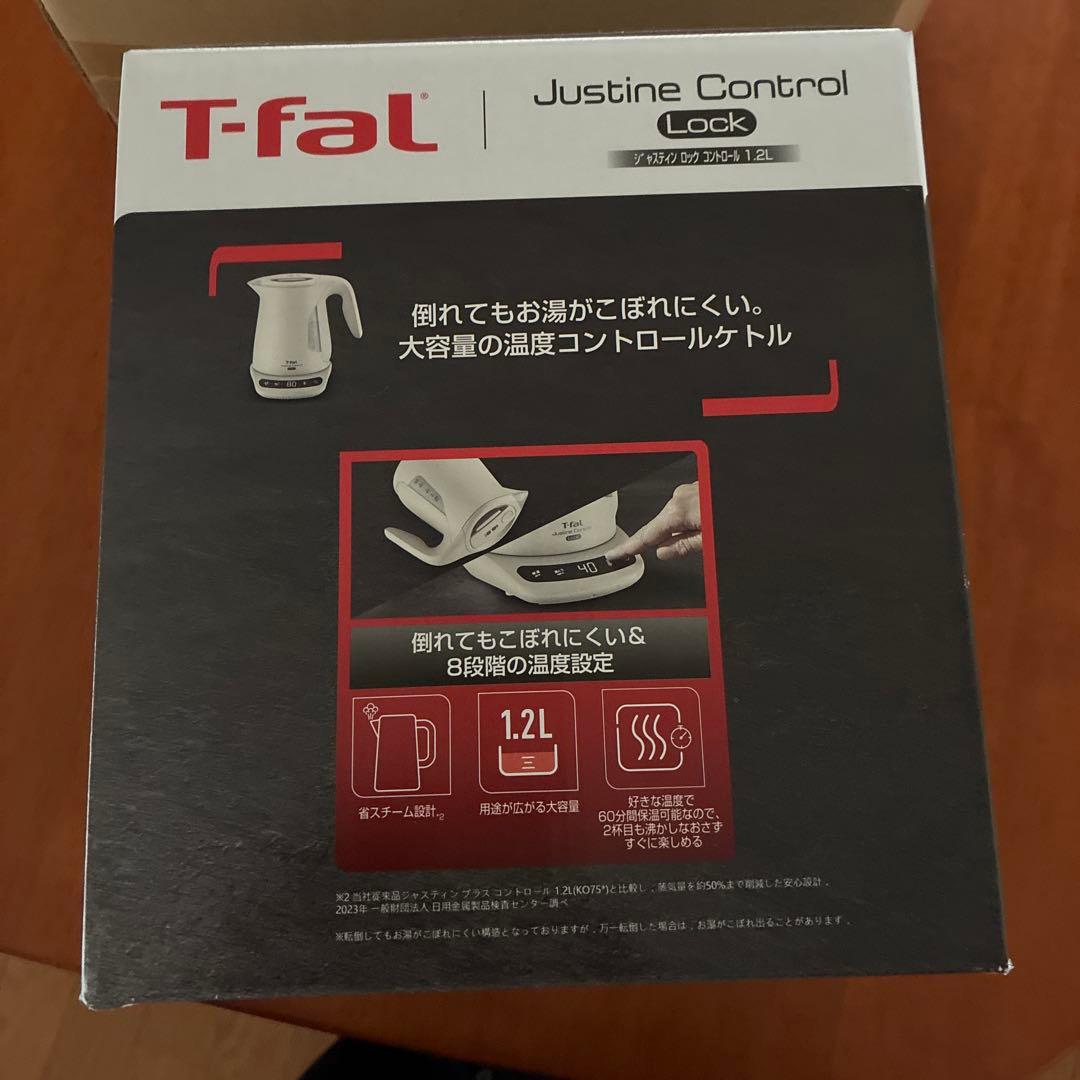 T-fal®
Justine Control
Lock
ジャスティン ロック コントロール 1.2L
倒れてもお湯がこぼれにくい。
大容量の温度コントロールケトル
T-fal
80
T-fal
Justine Control
Lock
40
倒れてもこぼれにくい&
8段階の温度設定
1.2L
省スチーム設計※2
用途が広がる大容量
好きな温度で
60分間保温可能なので、
2杯目も沸かしなおさず
すぐに楽しめる
※2 当社従来品ジャスティン プラス コントロール 1.2L(KO75*)と比較し、蒸気量を約50%まで削減した安心設計。
2023年 一般財団法人 日用金属製品検査センター調べ
※転倒してもお湯がこぼれにくい構造となっておりますが、万一転倒した場合は、お湯がこぼれ出ることがあります。